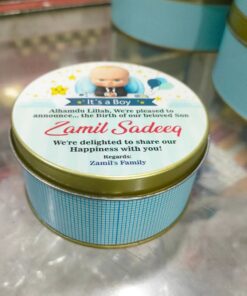 It's a Boy
Alhamdu Lillah, We're pleased to
announce,.. the Birth of our beloved Son
Zamil Sadeeq
We're delighted to share our
Happiness with you!
Regards:
Zamil's Family